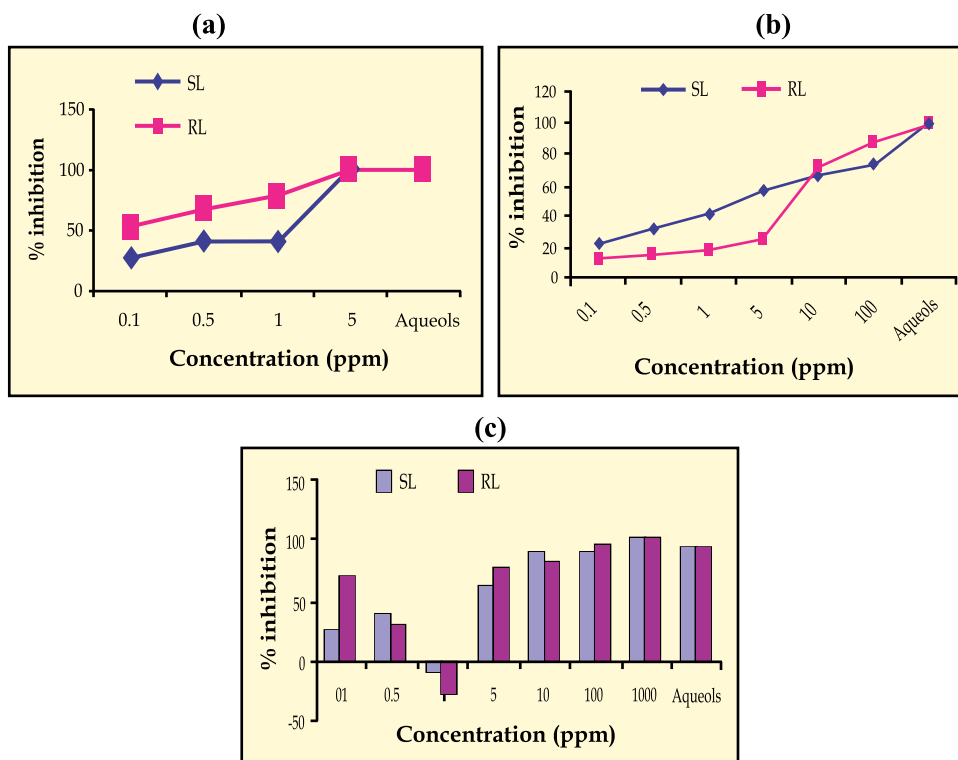 (a)
SL
RL
150
100
50
0
% inhibition
0.1 0.5 1 5 Aqueols
Concentration (ppm)
(b)
SL RL
120
100
80
60
40
20
0
% inhibition
0.1 0.5 1 5 10 100 Aqueols
Concentration (ppm)
(c)
SL RL
150
100
50
0
-50
% inhibition
01 0.5 5 10 100 1000 Aqueols
Concentration (ppm)